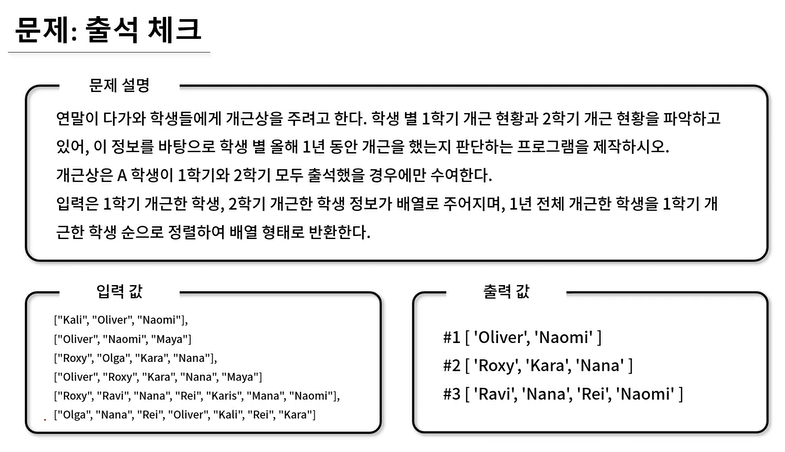 문제: 출석 체크
문제 설명
연말이 다가와 학생들에게 개근상을 주려고 한다. 학생 별 1학기 개근 현황과 2학기 개근 현황을 파악하고
있어, 이 정보를 바탕으로 학생 별 올해 1년 동안 개근을 했는지 판단하는 프로그램을 제작하시오.
개근상은 A 학생이 1학기와 2학기 모두 출석했을 경우에만 수여한다.
입력은 1학기 개근한 학생, 2학기 개근한 학생 정보가 배열로 주어지며, 1년 전체 개근한 학생을 1학기 개
근한 학생 순으로 정렬하여 배열 형태로 반환한다.
입력 값
["Kali", "Oliver", "Naomi"],
["Oliver", "Naomi", "Maya"]
["Roxy", "Olga", "Kara", "Nana"],
["Oliver", "Roxy", "Kara", "Nana", "Maya"]
["Roxy", "Ravi", "Nana", "Rei", "Karis", "Mana", "Naomi"],
["Olga", "Nana", "Rei", "Oliver", "Kali", "Rei", "Kara"]
출력 값
#1 [ 'Oliver', 'Naomi' ]
#2 [ 'Roxy', 'Kara', 'Nana' ]
#3 [ 'Ravi', 'Nana', 'Rei', 'Naomi' ]